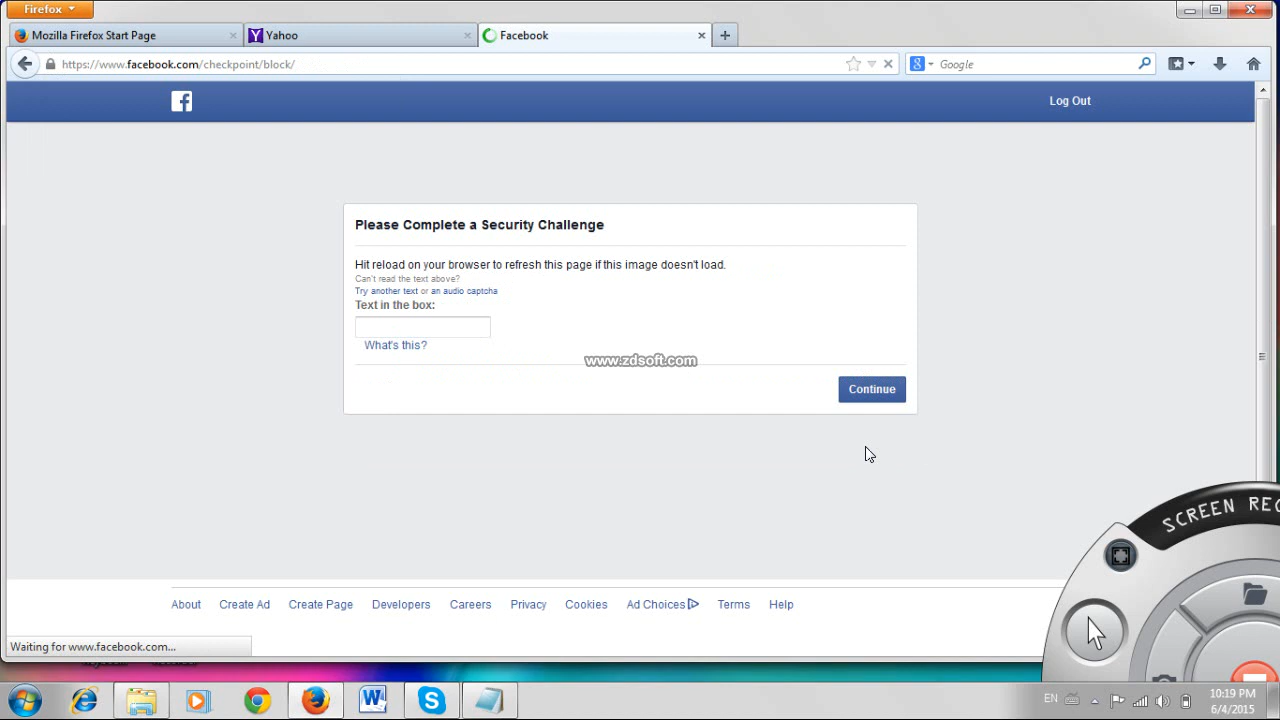 Firefox
Mozilla Firefox Start Page
Yahoo
Facebook
https://www.facebook.com/checkpoint/block/
Google
Log Out
Please Complete a Security Challenge
Hit reload on your browser to refresh this page if this image doesn't load.
Can't read the text above?
Try another text or an audio captcha
Text in the box:
What's this?
www.zdsoft.com
Continue
SCREEN REC
About Create Ad Create Page Developers Careers Privacy Cookies Ad Choices Terms Help
Waiting for www.facebook.com...
EN
10:19 PM
6/4/2015